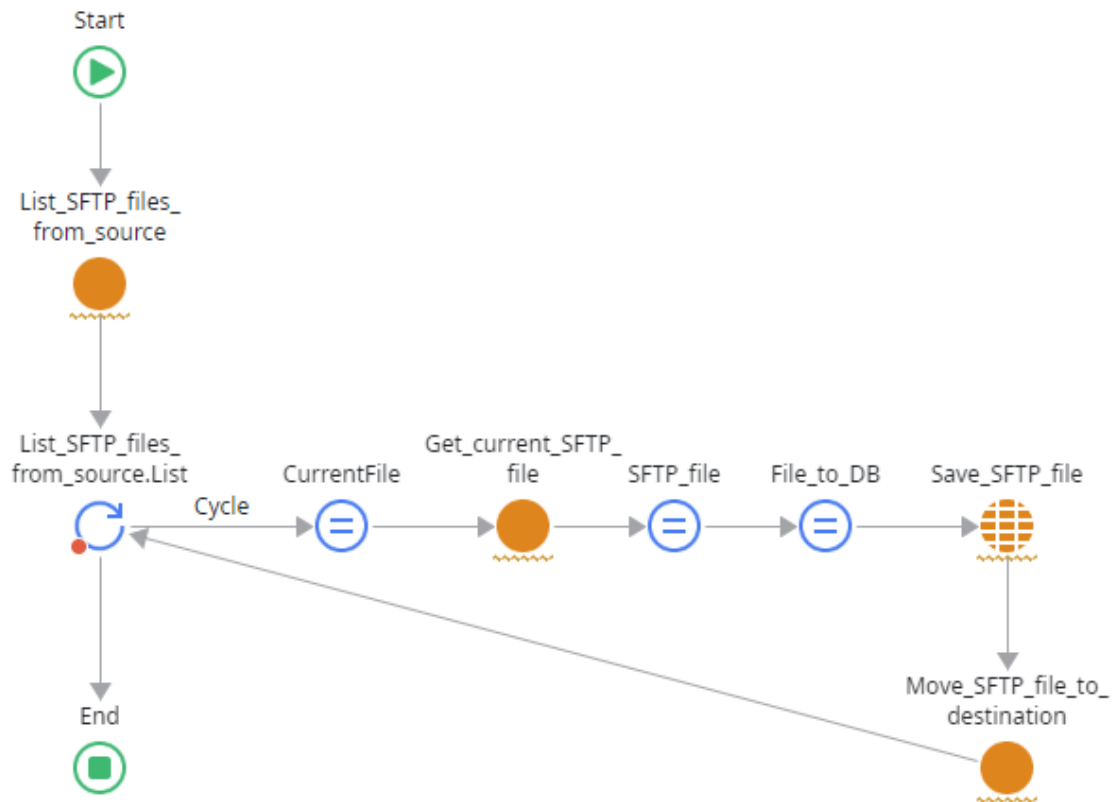 Start
List_SFTP_files_
from_source
List_SFTP_files_
from_source.List
Cycle
CurrentFile
Get_current_SFTP_
file
SFTP_file
File_to_DB
Save_SFTP_file
Move_SFTP_file_to_
destination
End